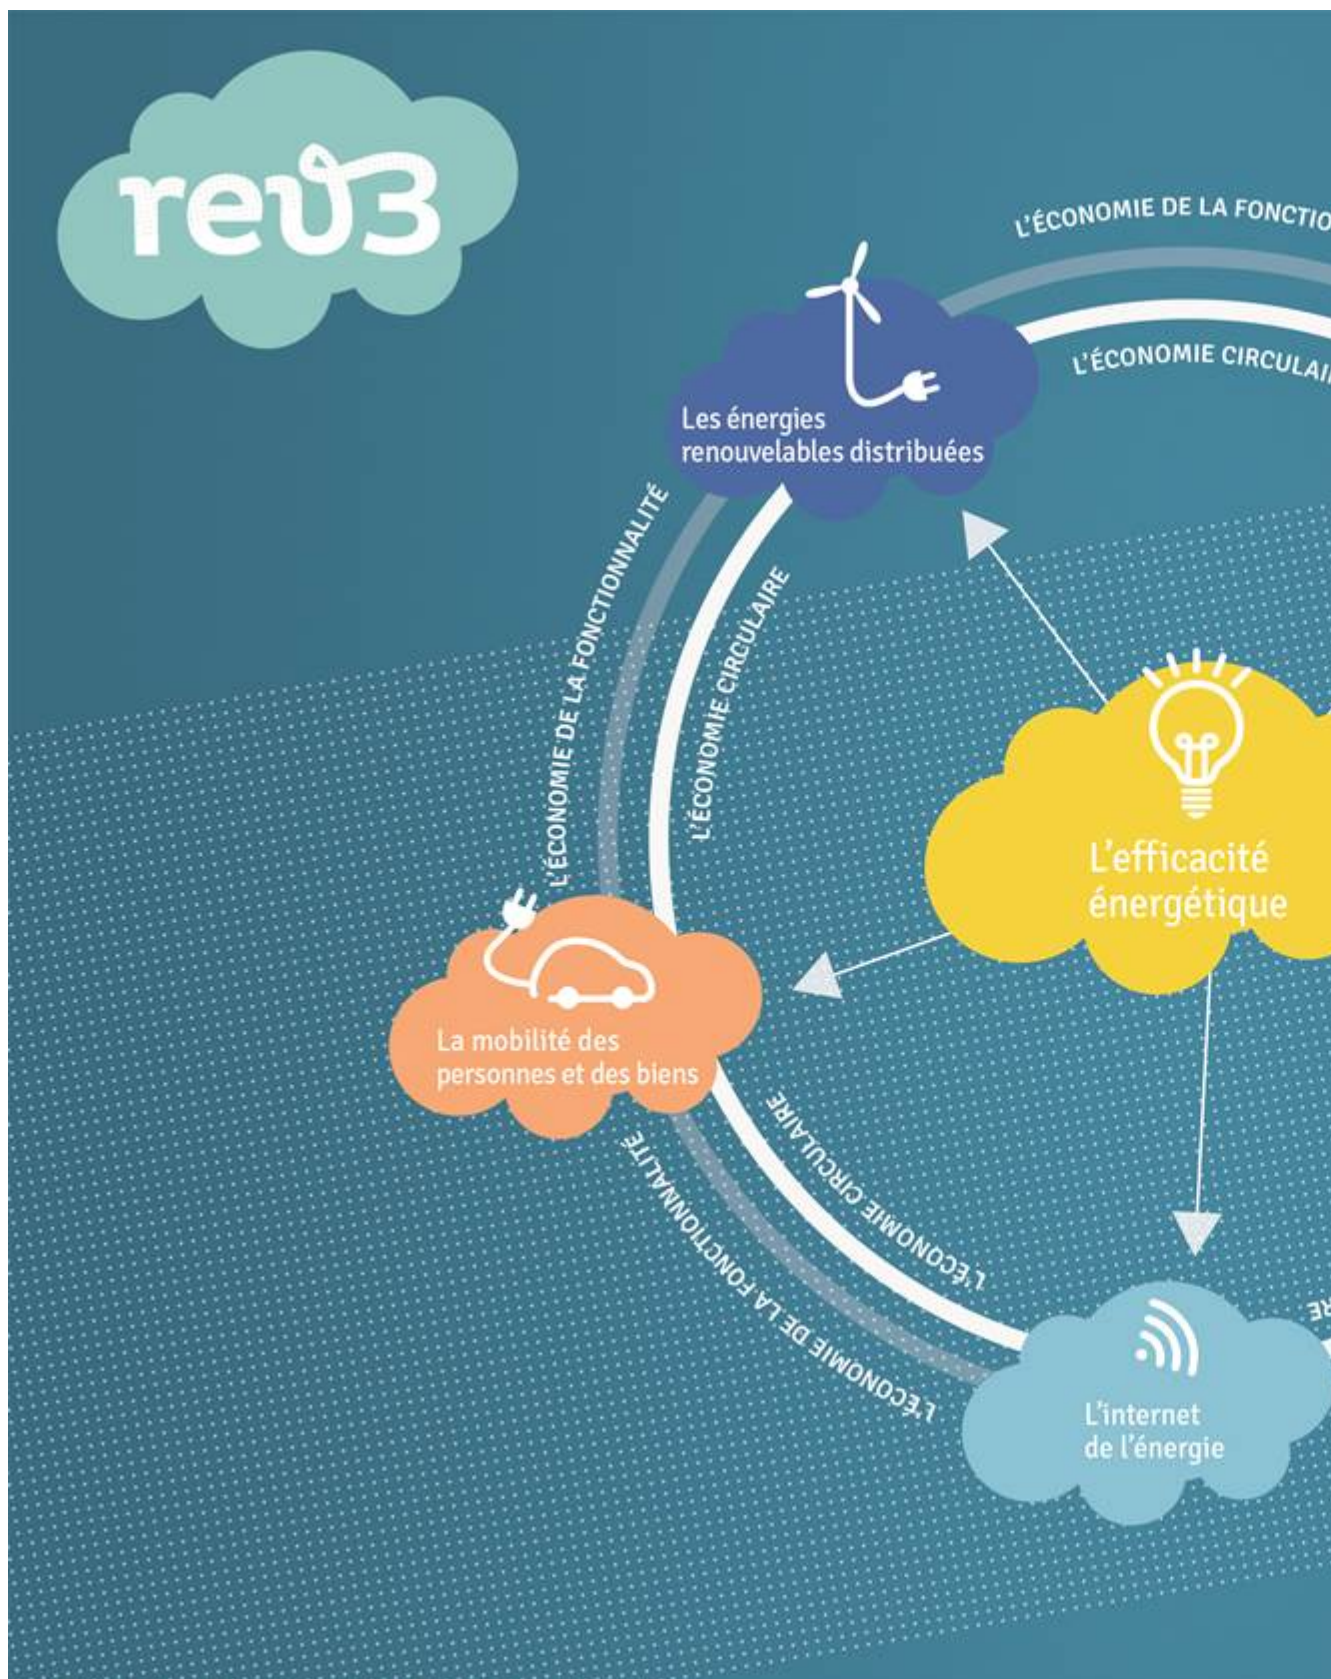 rev3
L'ÉCONOMIE DE LA FONCTIO
L'ÉCONOMIE CIRCULAI
Les énergies
renouvelables distribuées
L'ÉCONOMIE DE LA FONCTIONNALITÉ
L'ÉCONOMIE CIRCULAIRE
L'efficacité
énergétique
La mobilité des
personnes et des biens
L'ÉCONOMIE CIRCULAIRE
L'ÉCONOMIE DE LA FONCTIONNALITÉ
RE
L'internet
de l'énergie